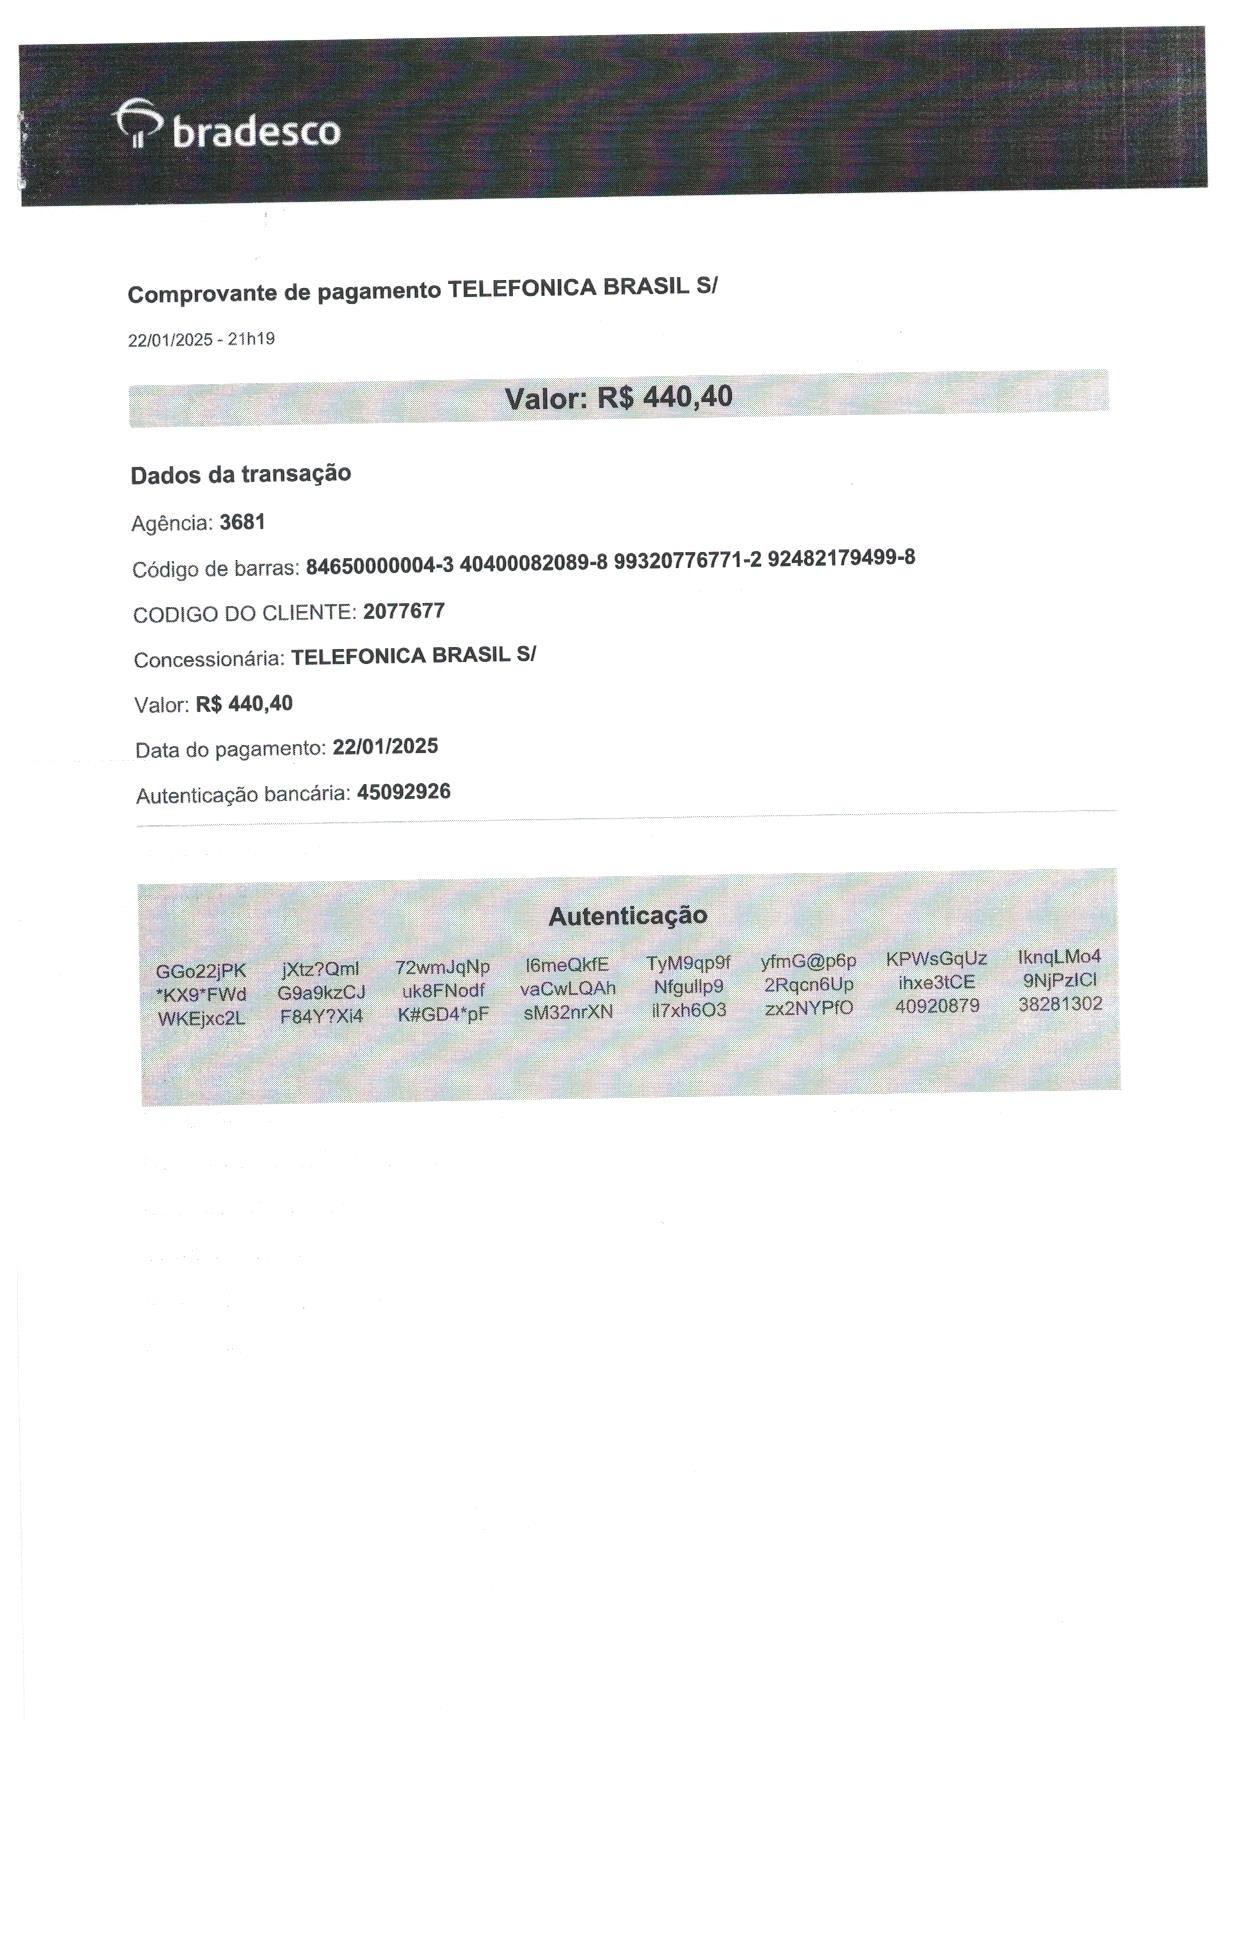 bradesco
Comprovante de pagamento TELEFONICA BRASIL S/
22/01/2025 - 21h19
Valor: R$ 440,40
Dados da transação
Agência: 3681
Código de barras: 84650000004-3 40400082089-8 99320776771-2 92482179499-8
CODIGO DO CLIENTE: 2077677
Concessionária: TELEFONICA BRASIL S/
Valor: R$ 440,40
Data do pagamento: 22/01/2025
Autenticação bancária: 45092926
Autenticação
GGo22jPK jXtz?QmI 72wmJqNp I6meQkfE TyM9qp9f yfmG@p6p KPWsGqUz IknqLMo4
*KX9*FWd G9a9kzCJ uk8FNodf vaCwLQAh NfguIlp9 2Rqcn6Up ihxe3tCE 9NjPzICl
WKEjxc2L F84Y?Xi4 K#GD4*pF sM32nrXN iI7xh6O3 zx2NYPfO 40920879 38281302